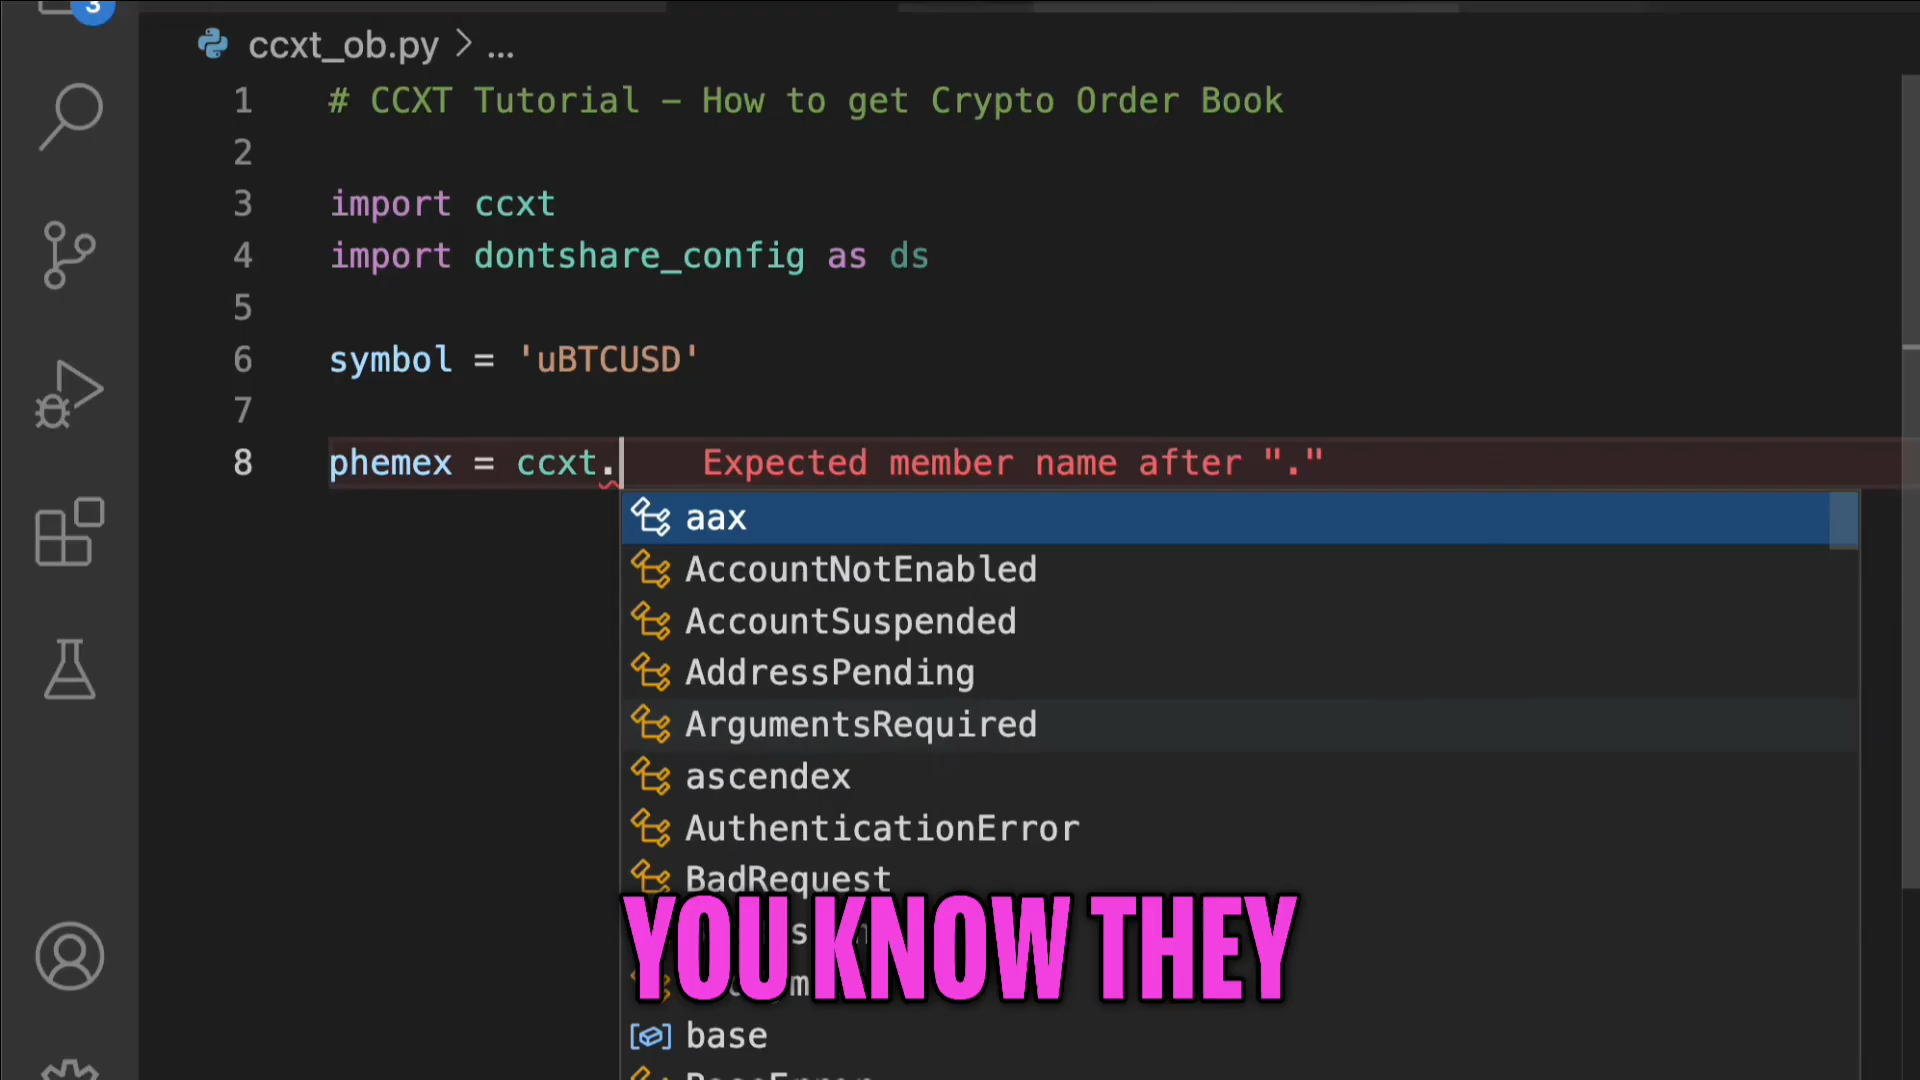 3
ccxt_ob.py > ...
1 # CCXT Tutorial - How to get Crypto Order Book
2
3 import ccxt
4 import dontshare_config as ds
5
6 symbol = 'uBTCUSD'
7
8 phemex = ccxt. Expected member name after "."
aax
AccountNotEnabled
AccountSuspended
AddressPending
ArgumentsRequired
ascendex
AuthenticationError
BadRequest
YOU KNOW THEY
base